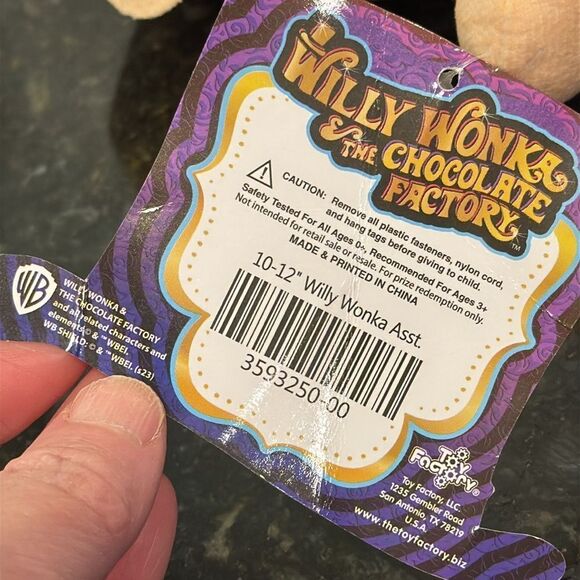 WILLY WONKA
& THE CHOCOLATE
FACTORY™
CAUTION: Remove all plastic fasteners, nylon cord,
and hang tags before giving to child.
Safety Tested For All Ages 0+. Recommended For Ages 3+
Not intended for retail sale or resale. For prize redemption only.
MADE & PRINTED IN CHINA
10-12" Willy Wonka Asst.
3593250-00
WB
WILLY WONKA &
THE CHOCOLATE FACTORY
and all related characters and
elements © & ™ WBEI.
WB SHIELD: © & ™ WBEI. (s23)
Toy
Factory®
Toy Factory, LLC.
1235 Gembler Road
San Antonio, TX 78219
U.S.A.
www.thetoyfactory.biz